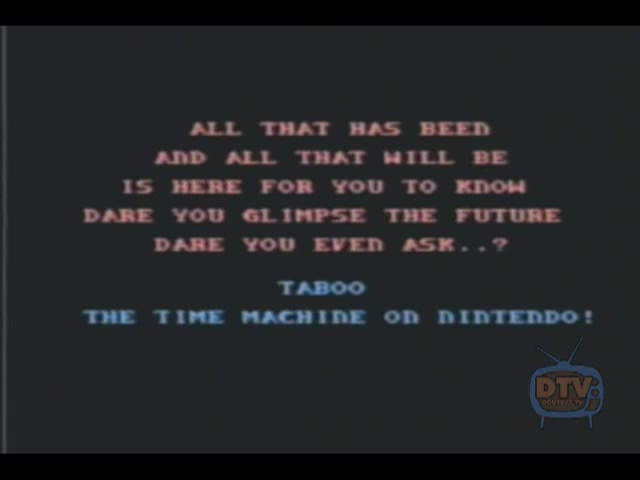 ALL THAT HAS BEEN
AND ALL THAT WILL BE
IS HERE FOR YOU TO KNOW
DARE YOU GLIMPSE THE FUTURE
DARE YOU EVEN ASK..?
TABOO
THE TIME MACHINE ON NINTENDO!
DTV